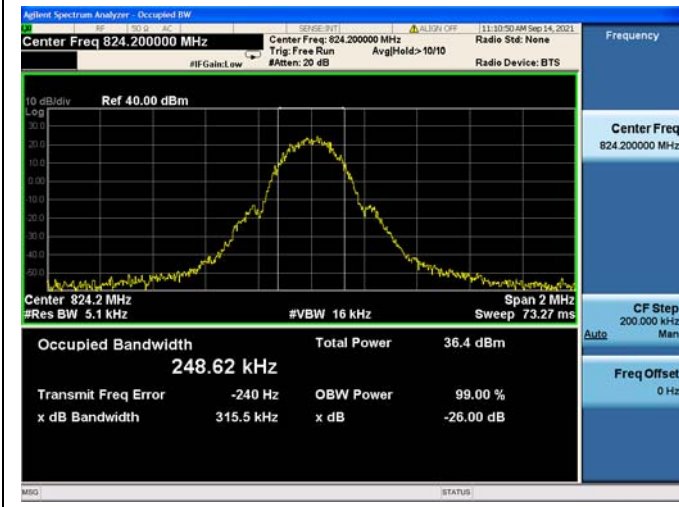 Agilent Spectrum Analyzer - Occupied BW
RF 50 Ω AC SENSE:INT ALIGN OFF 11:10:50 AM Sep 14, 2021
Center Freq 824.200000 MHz
Center Freq: 824.200000 MHz
Radio Std: None
Trig: Free Run Avg|Hold:> 10/10
#IFGain:Low #Atten: 20 dB Radio Device: BTS
Frequency
10 dB/div Ref 40.00 dBm
Log
30.0
20.0
10.0
0.00
10.0
20.0
30.0
40.0
50.0
Center 824.2 MHz Span 2 MHz
#Res BW 5.1 kHz #VBW 16 kHz Sweep 73.27 ms
Occupied Bandwidth Total Power 36.4 dBm
248.62 kHz
Transmit Freq Error -240 Hz OBW Power 99.00 %
x dB Bandwidth 315.5 kHz x dB -26.00 dB
Center Freq
824.200000 MHz
CF Step
200.000 kHz
Auto Man
Freq Offset
0 Hz
MSG STATUS